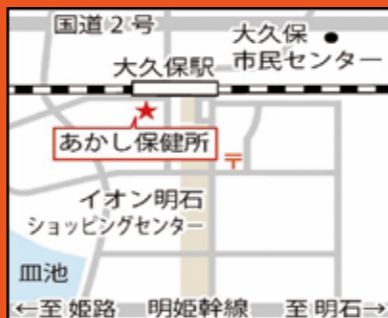 国道2号
大久保
市民センター
大久保駅
あかし保健所
〒
イオン明石
ショッピングセンター
皿池
←至 姫路 明姫幹線 至 明石→